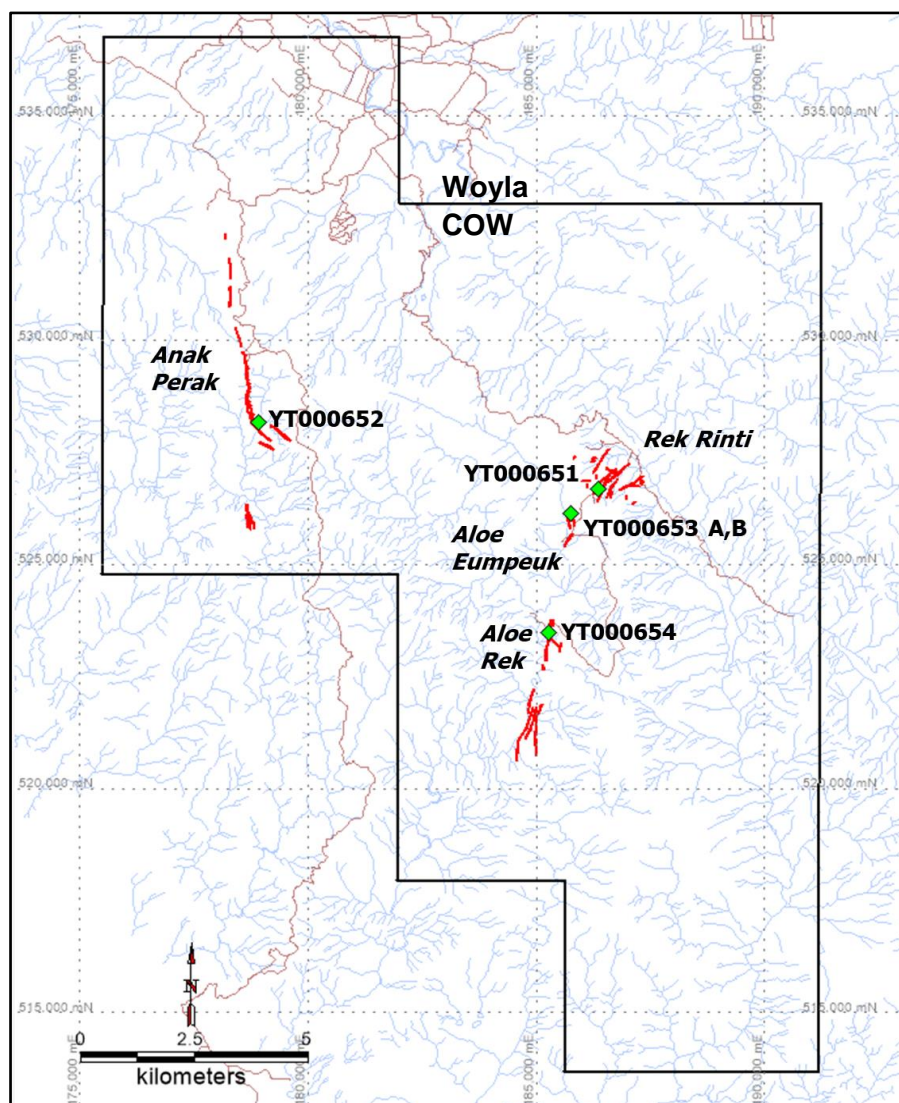 535.000 mN
535.000 mN
175.000 mE
180.000 mE
185.000 mE
190.000 mE
Woyla
COW
530.000 mN
530.000 mN
Anak
Perak
YT000652
Rek Rinti
YT000651
YT000653 A,B
Aloe
Eumpeuk
525.000 mN
525.000 mN
Aloe
Rek
YT000654
520.000 mN
520.000 mN
N
515.000 mN
515.000 mN
0 2.5 5
kilometers
175.000 mE
180.000 mE
185.000 mE
190.000 mE